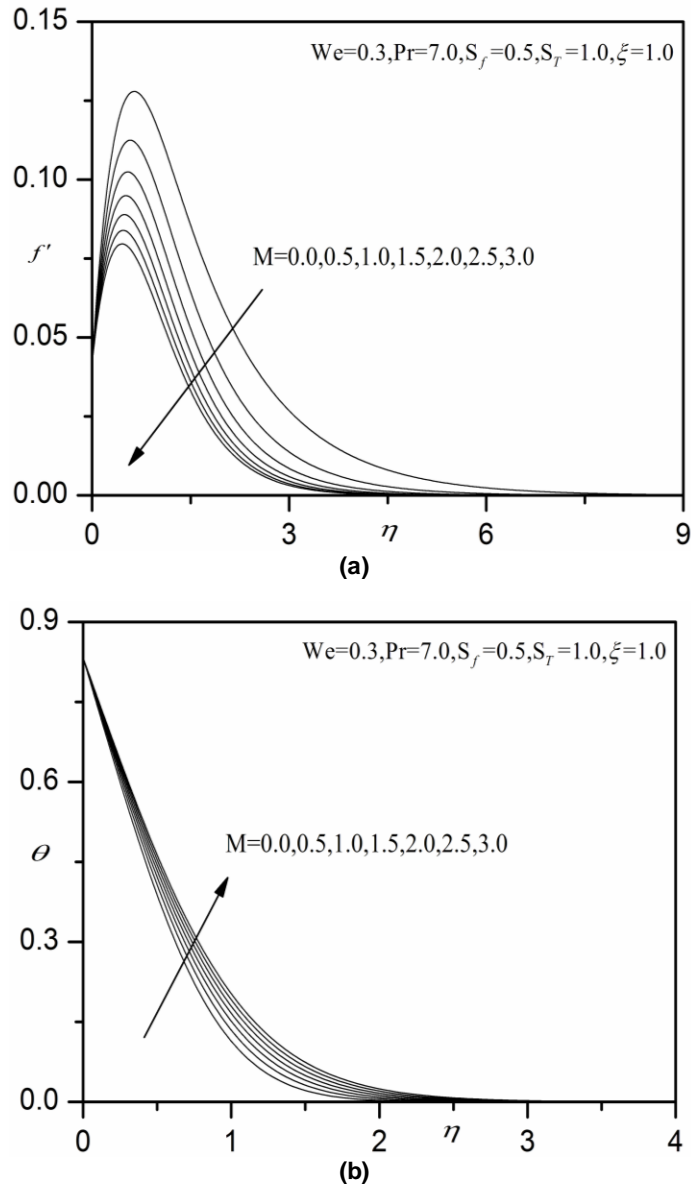 0.15
We=0.3,Pr=7.0,S_f=0.5,S_T=1.0,ξ=1.0
0.10
f′
M=0.0,0.5,1.0,1.5,2.0,2.5,3.0
0.05
0.00
0 3 η 6 9
(a)
0.9
We=0.3,Pr=7.0,S_f=0.5,S_T=1.0,ξ=1.0
0.6
θ
M=0.0,0.5,1.0,1.5,2.0,2.5,3.0
0.3
0.0
0 1 2 η 3 4
(b)